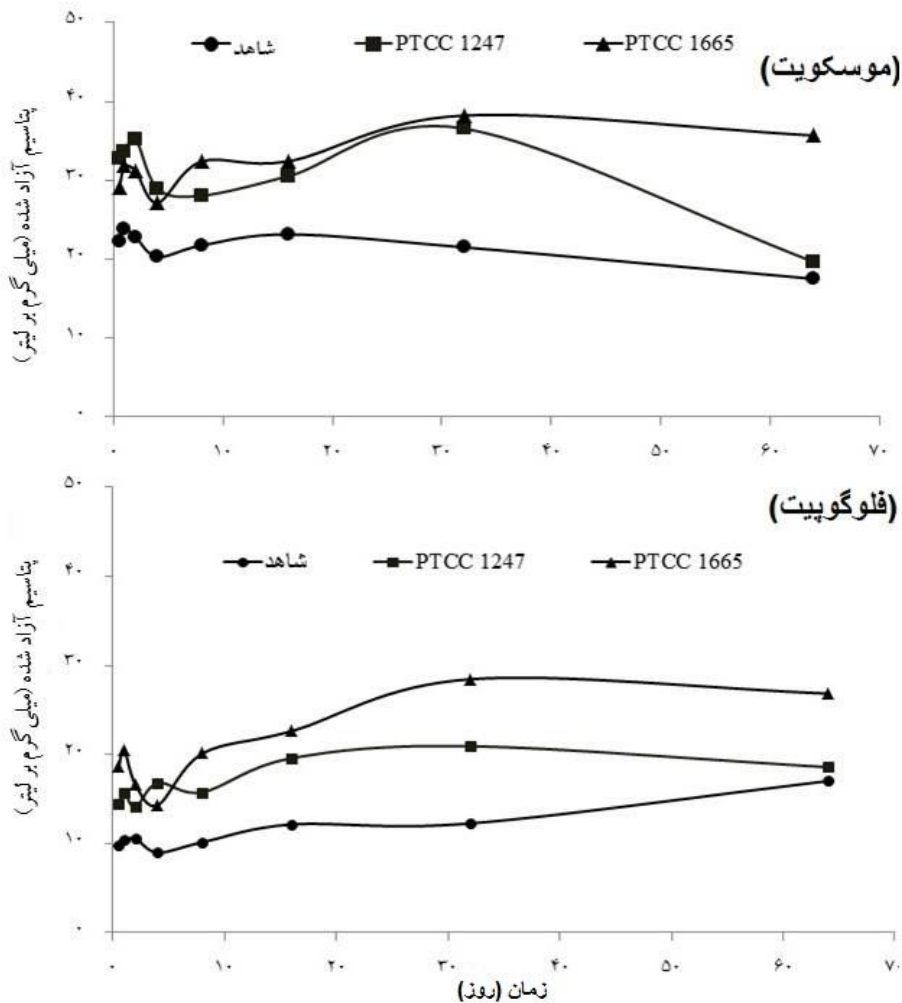 ۵۰
شاهد PTCC 1247 PTCC 1665
(موسکویت)
۴۰
۳۰
۲۰
۱۰
۰
پتاسیم آزاد شده (میلی گرم بر لیتر)
۰ ۱۰ ۲۰ ۳۰ ۴۰ ۵۰ ۶۰ ۷۰
۵۰
(فلوگوپیت)
شاهد PTCC 1247 PTCC 1665
۴۰
۳۰
۲۰
۱۰
۰
پتاسیم آزاد شده (میلی گرم بر لیتر)
۰ ۱۰ ۲۰ ۳۰ ۴۰ ۵۰ ۶۰ ۷۰
زمان (روز)